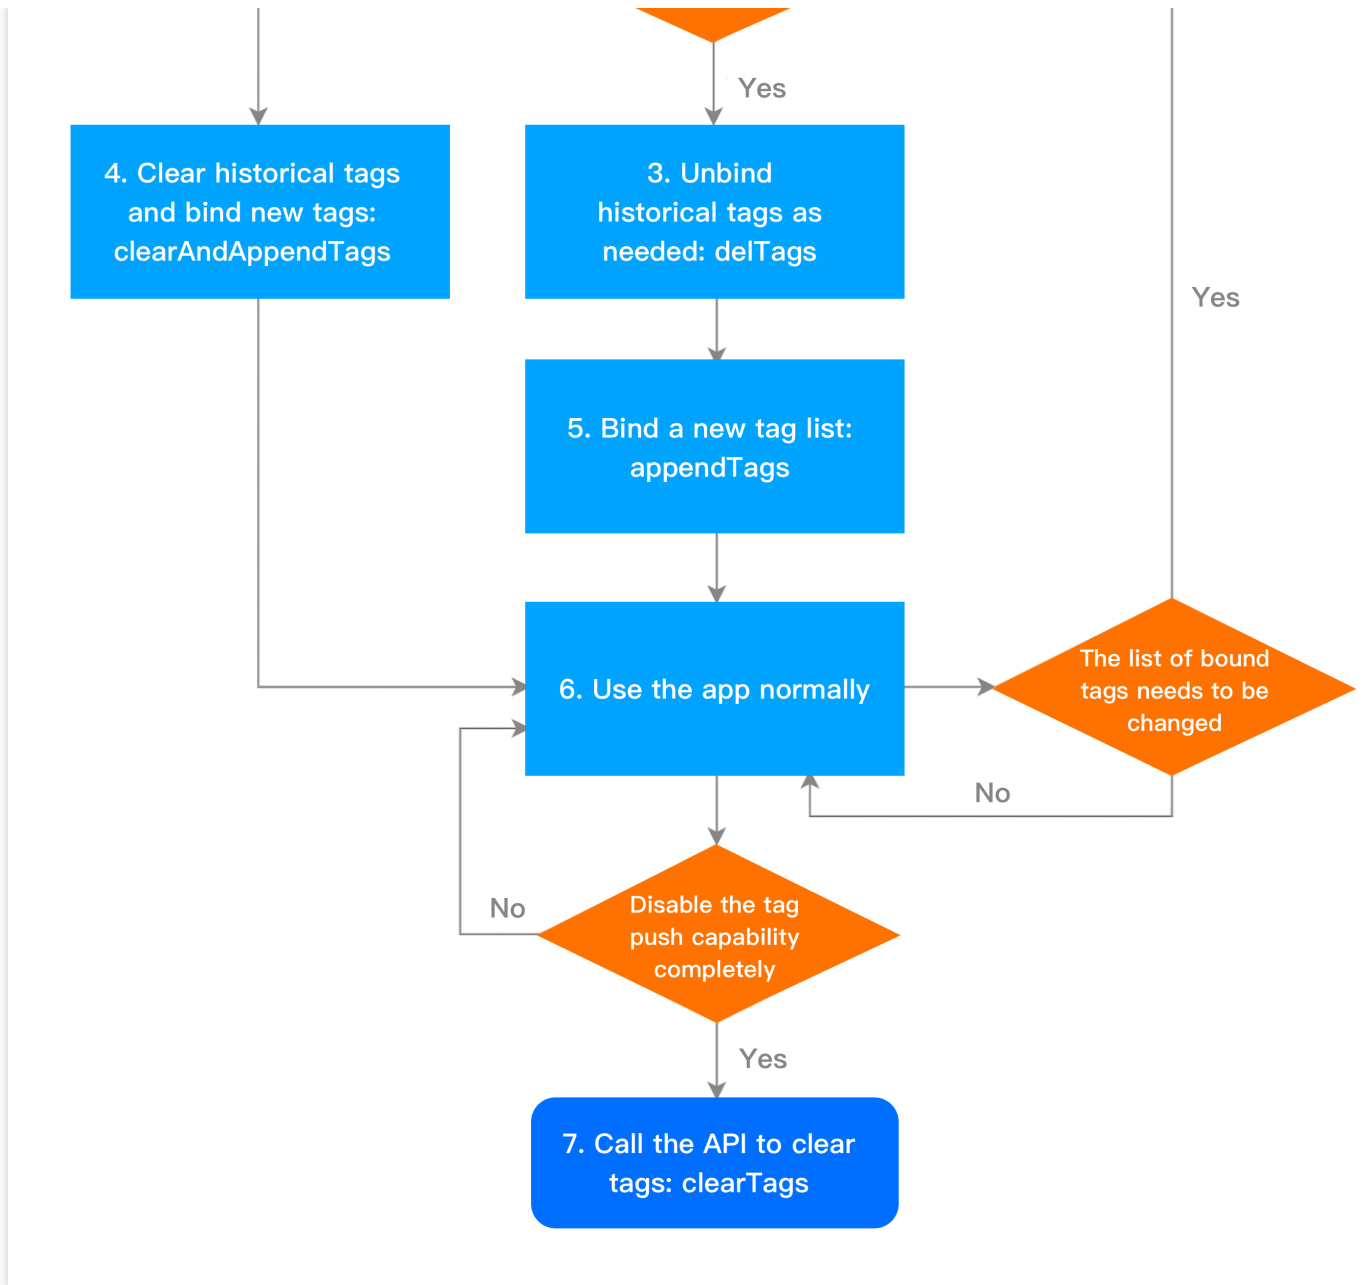 Yes
4. Clear historical tags
and bind new tags:
clearAndAppendTags
3. Unbind
historical tags as
needed: delTags
Yes
5. Bind a new tag list:
appendTags
6. Use the app normally
The list of bound
tags needs to be
changed
No
No
Disable the tag
push capability
completely
Yes
7. Call the API to clear
tags: clearTags